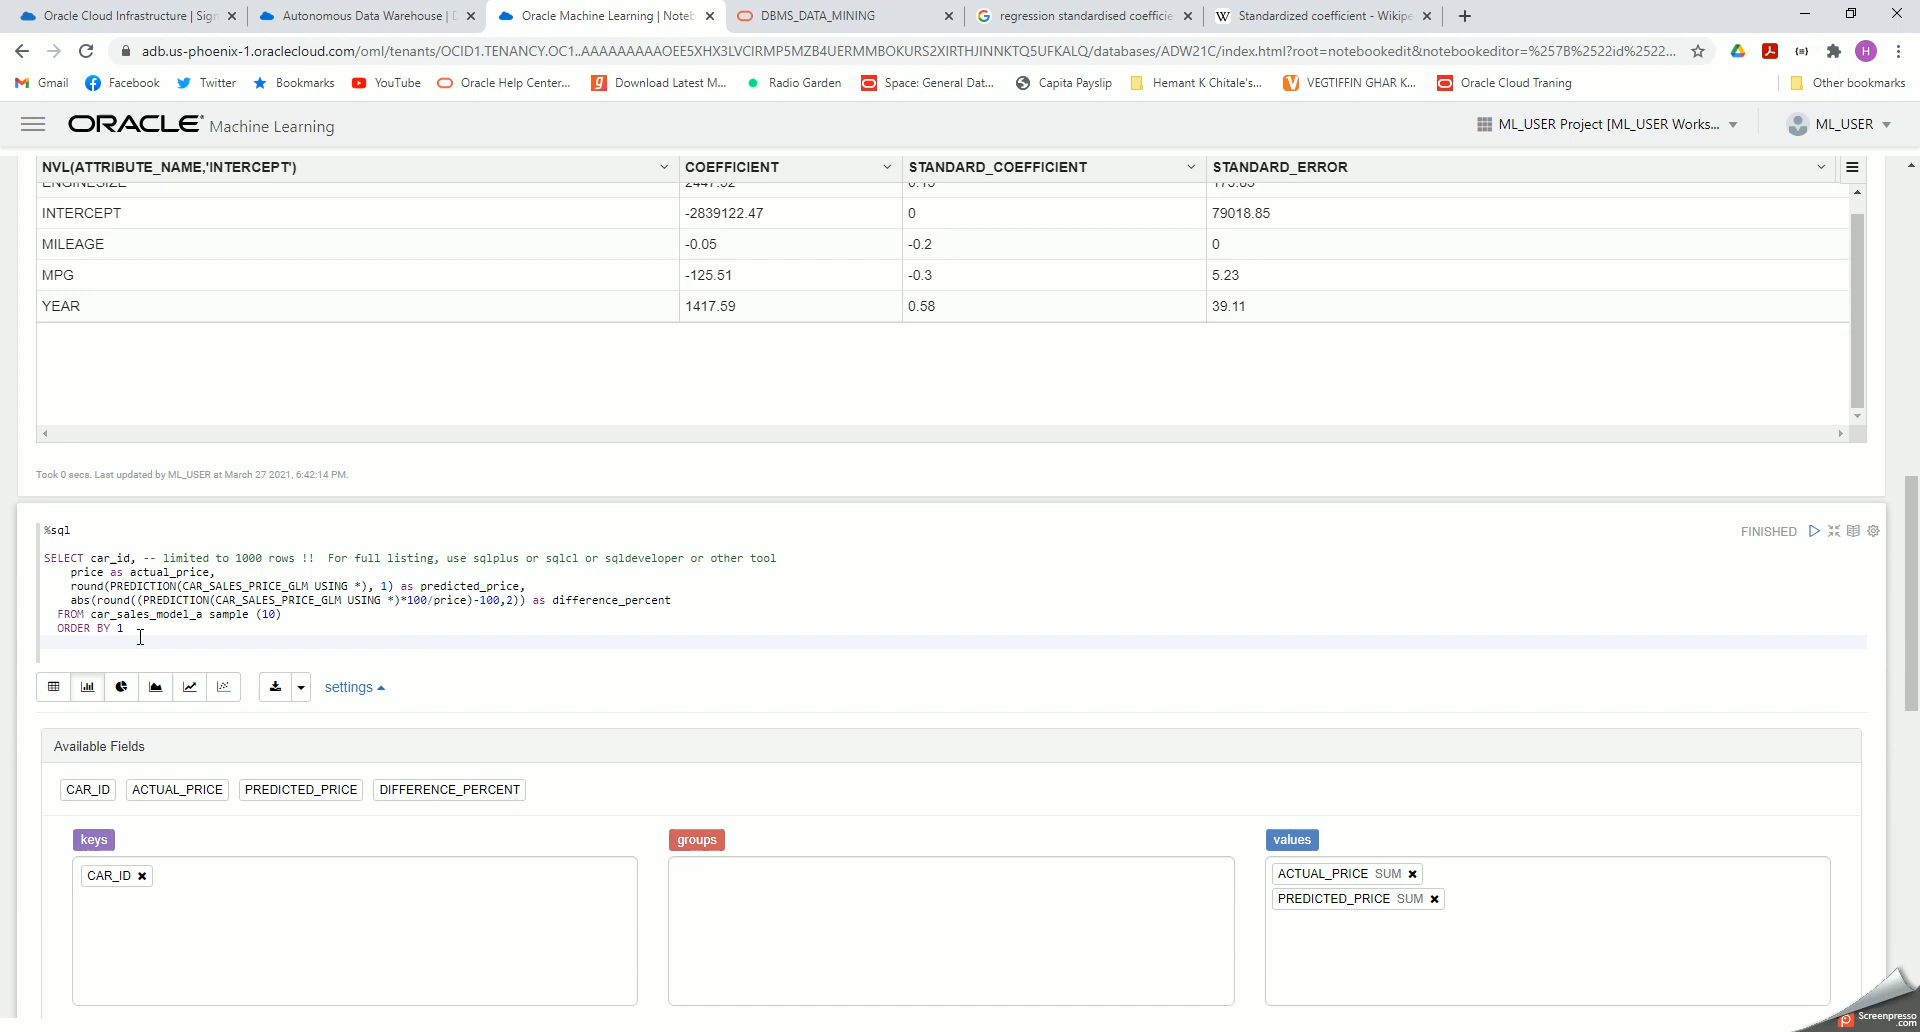 Oracle Cloud Infrastructure | Sign
Autonomous Data Warehouse | D
Oracle Machine Learning | Noteb
DBMS_DATA_MINING
regression standardised coefficie
Standardized coefficient - Wikipe
adb.us-phoenix-1.oraclecloud.com/oml/tenants/OCID1.TENANCY.OC1..AAAAAAAAAOEE5XHX3LVCIRMP5MZB4UERMMBOKURS2XIRTHJINNKTQ5UFKALQ/databases/ADW21C/index.html?root=notebookedit&notebookeditor=%257B%2522id%2522...
H
Gmail
Facebook
Twitter
Bookmarks
YouTube
Oracle Help Center...
Download Latest M...
Radio Garden
Space: General Dat...
Capita Payslip
Hemant K Chitale's...
VEGTIFFIN GHAR K...
Oracle Cloud Traning
Other bookmarks
ORACLE Machine Learning
ML_USER Project [ML_USER Works...
ML_USER
NVL(ATTRIBUTE_NAME,'INTERCEPT') COEFFICIENT STANDARD_COEFFICIENT STANDARD_ERROR
ENGINESIZE 2447.52 0.15 175.65
INTERCEPT -2839122.47 0 79018.85
MILEAGE -0.05 -0.2 0
MPG -125.51 -0.3 5.23
YEAR 1417.59 0.58 39.11
Took 0 secs. Last updated by ML_USER at March 27 2021, 6:42:14 PM.
%sql
FINISHED
SELECT car_id, -- limited to 1000 rows !! For full listing, use sqlplus or sqlcl or sqldeveloper or other tool
price as actual_price,
round(PREDICTION(CAR_SALES_PRICE_GLM USING *), 1) as predicted_price,
abs(round((PREDICTION(CAR_SALES_PRICE_GLM USING *)*100/price)-100,2)) as difference_percent
FROM car_sales_model_a sample (10)
ORDER BY 1
settings
Available Fields
CAR_ID ACTUAL_PRICE PREDICTED_PRICE DIFFERENCE_PERCENT
keys
groups
values
CAR_ID
ACTUAL_PRICE SUM
PREDICTED_PRICE SUM
Screenpresso
.com